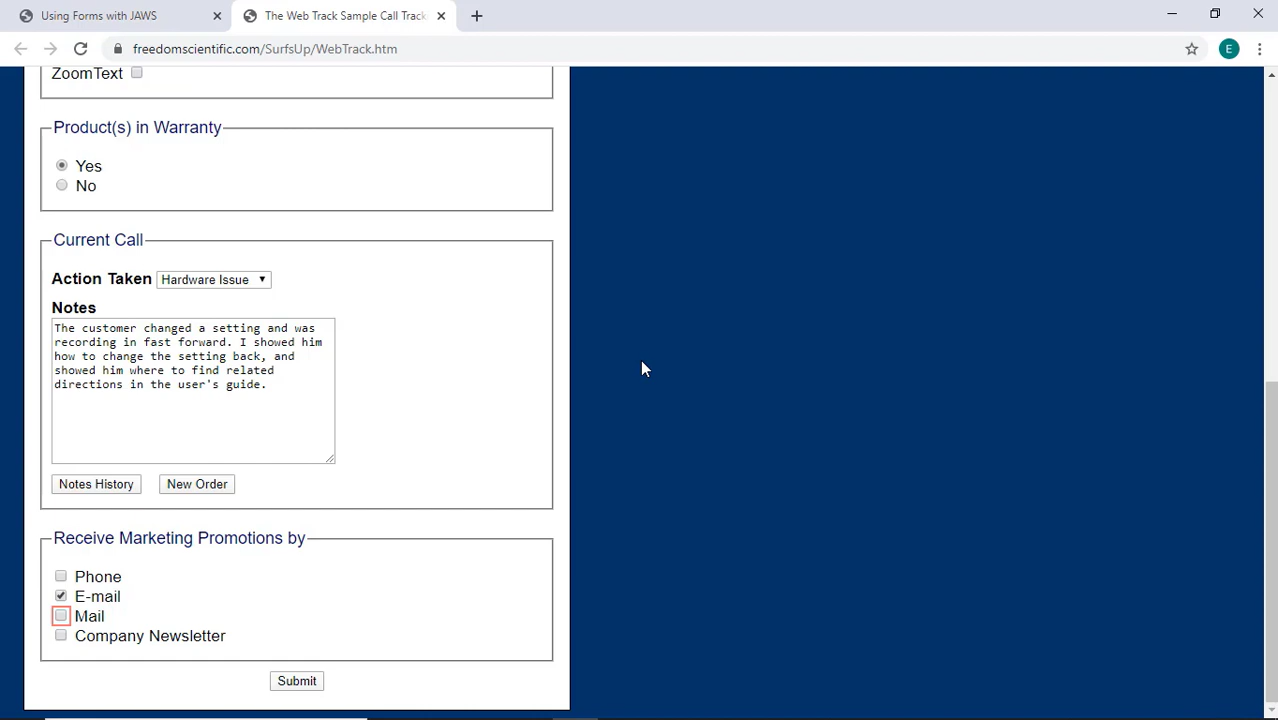 Using Forms with JAWS
The Web Track Sample Call Track
freedomscientific.com/SurfsUp/WebTrack.htm
E
ZoomText
Product(s) in Warranty
Yes
No
Current Call
Action Taken Hardware Issue
Notes
The customer changed a setting and was
recording in fast forward. I showed him
how to change the setting back, and
showed him where to find related
directions in the user's guide.
Notes History New Order
Receive Marketing Promotions by
Phone
E-mail
Mail
Company Newsletter
Submit